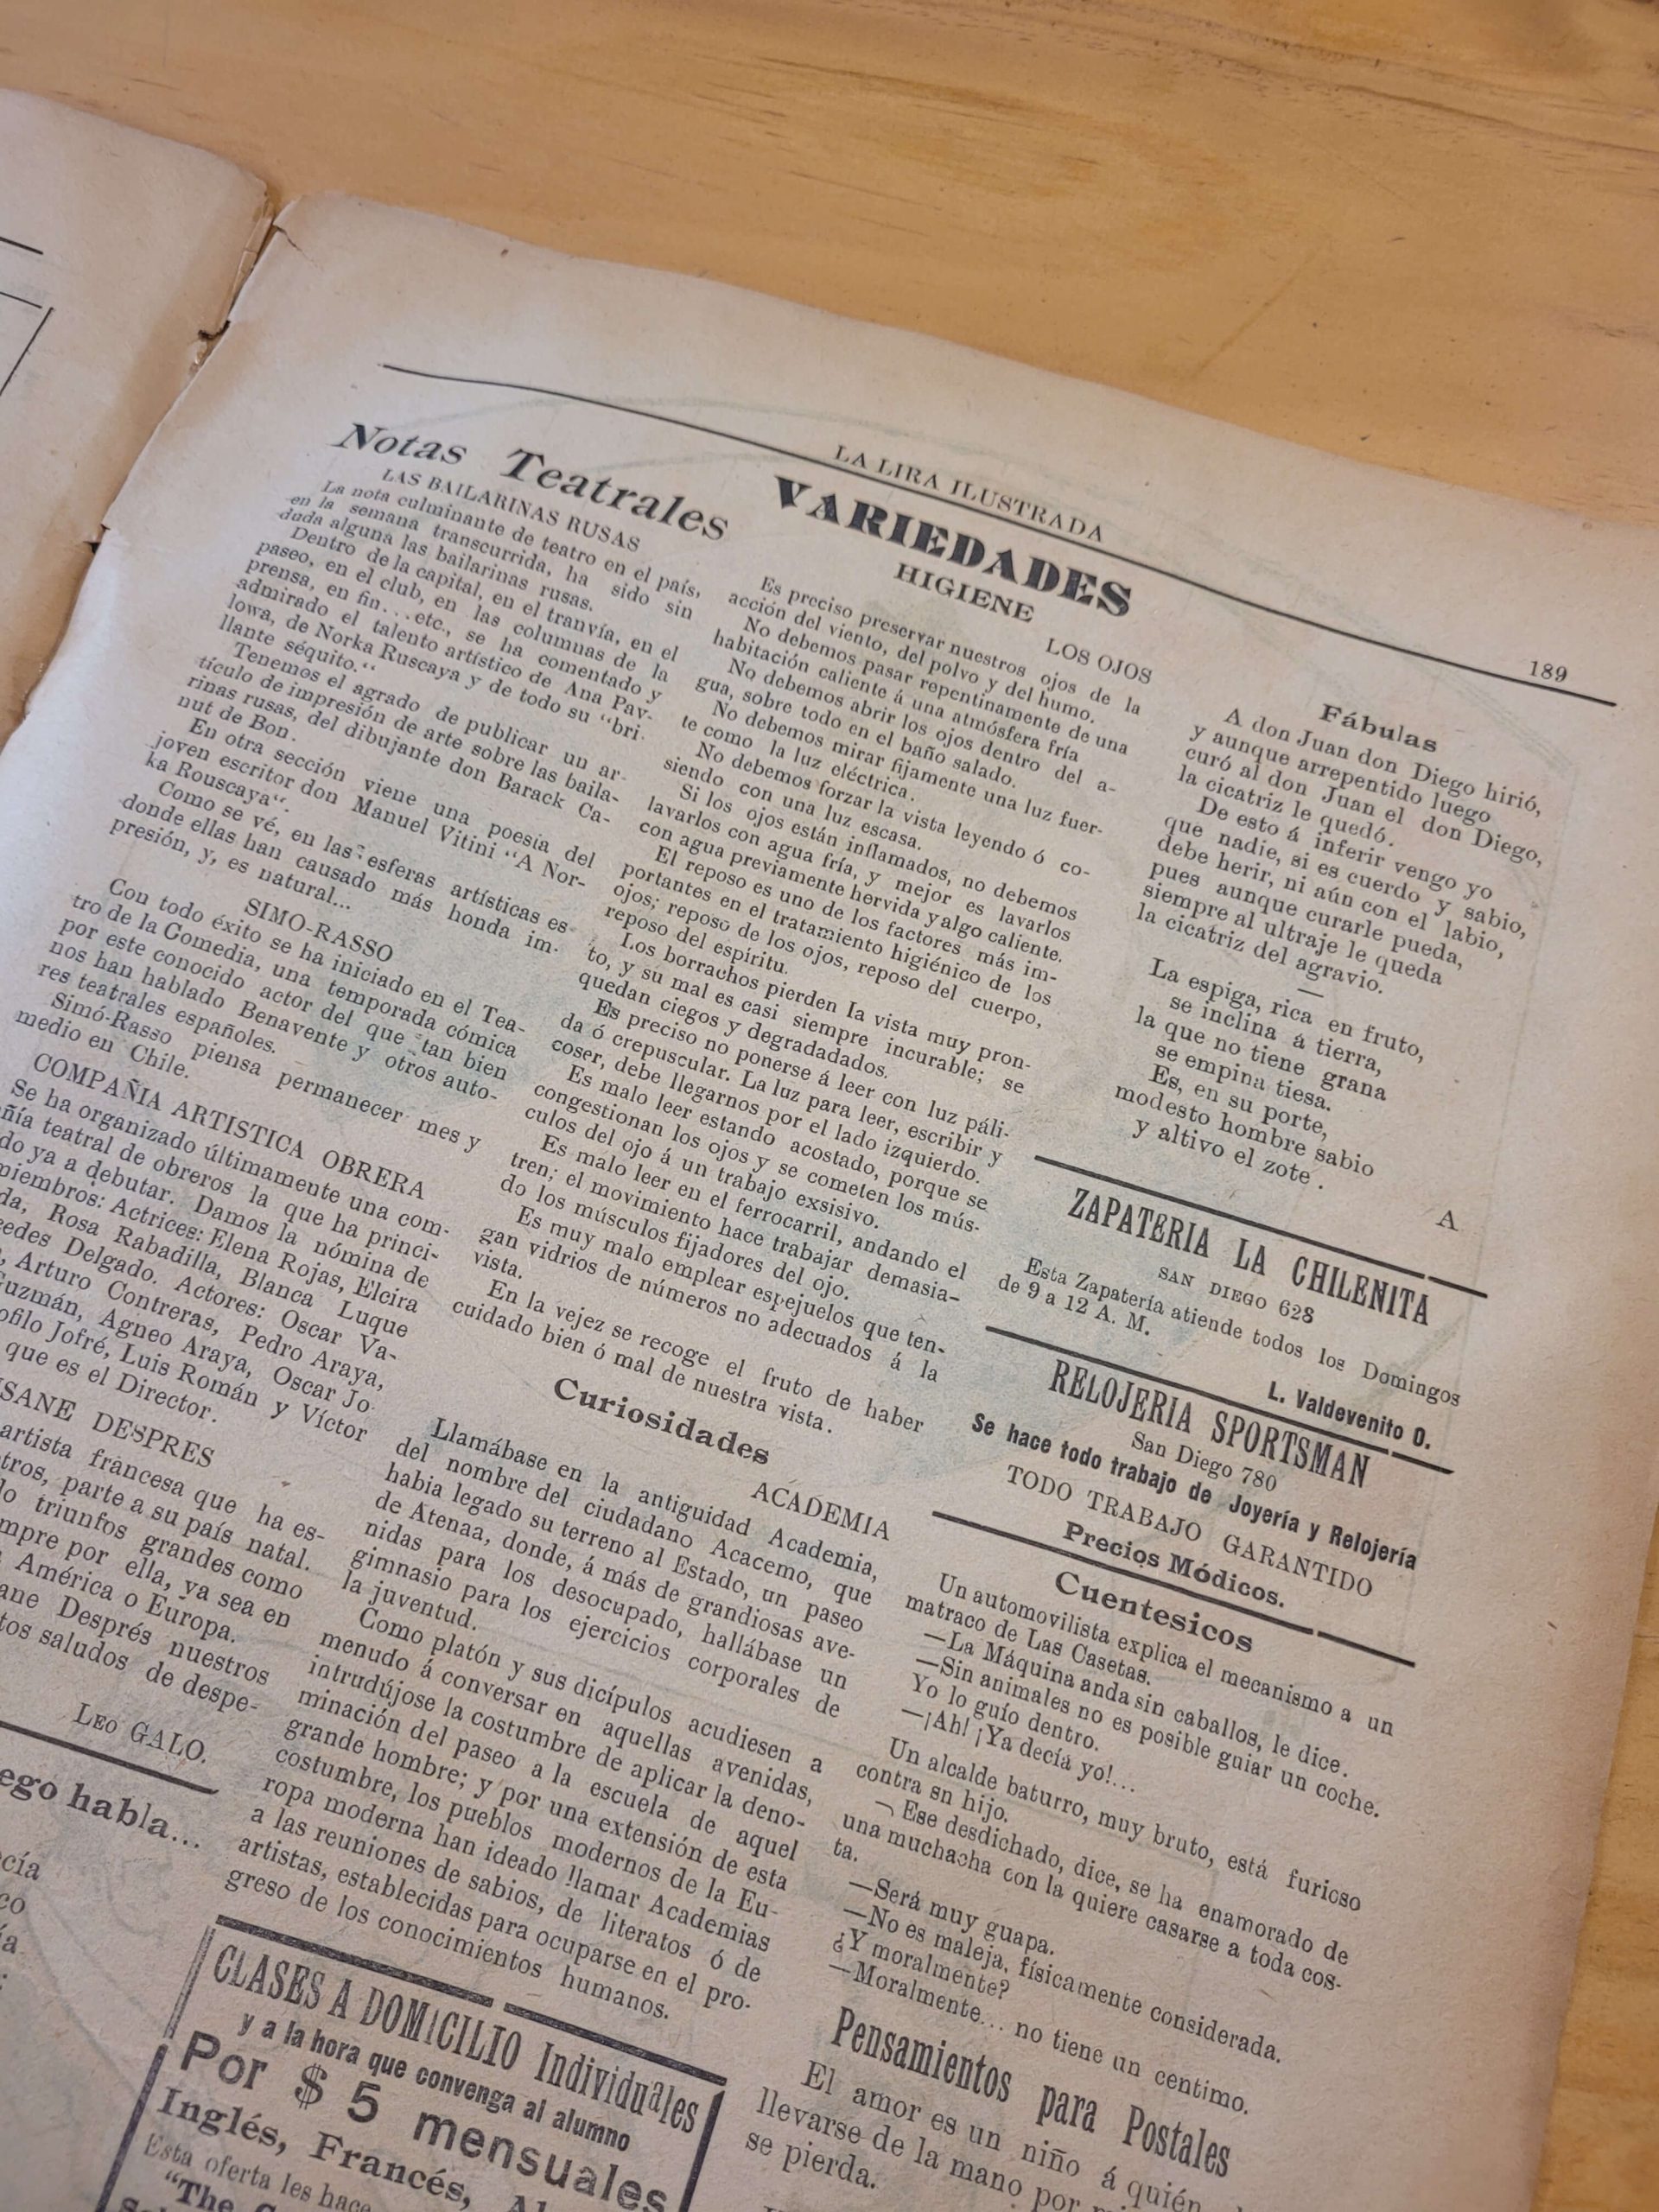 LA LIRA ILUSTRADA
189
Notas Teatrales
LAS BAILARINAS RUSAS
La nota culminante de teatro en el país,
en la semana transcurrida, ha sido sin
duda alguna las bailarinas rusas.
Dentro de la capital, en el tranvía, en el
paseo, en el club, en las columnas de la
prensa, en fin...etc., se ha comentado y
admirado el talento artístico de Ana Pav-
lowa, de Norka Ruscaya y de todo su “bri
llante séquito.“
Tenemos el agrado de publicar un ar-
tículo de impresión de arte sobre las baila-
rinas rusas, del dibujante don Barack Ca-
nut de Bon.
En otra sección viene una poesía del
joven escritor don Manuel Vitini “A Nor-
ka Rouscaya“.
Como se vé, en las esferas artísticas es
donde ellas han causado más honda im-
presión, y, es natural...
SIMO-RASSO
Con todo éxito se ha iniciado en el Tea-
tro de la Comedia, una temporada cómica
por este conocido actor del que tan bien
nos han hablado Benavente y otros auto-
res teatrales españoles.
Simó-Rasso piensa permanecer mes y
medio en Chile.
COMPAÑIA ARTISTICA OBRERA
Se ha organizado últimamente una com-
ñía teatral de obreros la que ha princi-
do ya a debutar. Damos la nómina de
miembros: Actrices: Elena Rojas, Elcira
da, Rosa Rabadilla, Blanca Luque
cedes Delgado. Actores: Oscar Va-
, Arturo Contreras, Pedro Araya,
Guzmán, Agneo Araya, Oscar Jo
ofilo Jofré, Luis Román y Víctor
que es el Director.
SANE DESPRES
artista francesa que ha es-
tros, parte a su país natal.
lo triunfos grandes como
mpre por ella, ya sea en
América o Europa.
ane Després nuestros
tos saludos de despe-
LEO GALO.
ego habla...
cía
co
ía
VARIEDADES
HIGIENE
LOS OJOS
Es preciso preservar nuestros ojos de la
acción del viento, del polvo y del humo.
No debemos pasar repentinamente de una
habitación caliente á una atmósfera fría
No debemos abrir los ojos dentro del a-
gua, sobre todo en el baño salado.
No debemos mirar fijamente una luz fuer-
te como la luz eléctrica.
No debemos forzar la vista leyendo ó co-
siendo con una luz escasa.
Si los ojos están inflamados, no debemos
lavarlos con agua fría, y mejor es lavarlos
con agua previamente hervida y algo caliente.
El reposo es uno de los factores más im-
portantes en el tratamiento higiénico de los
ojos; reposo de los ojos, reposo del cuerpo,
reposo del espíritu.
Los borrachos pierden la vista muy pron-
to, y su mal es casi siempre incurable; se
quedan ciegos y degradadados.
Es preciso no ponerse á leer con luz páli-
da ó crepuscular. La luz para leer, escribir y
coser, debe llegarnos por el lado izquierdo.
Es malo leer estando acostado, porque se
congestionan los ojos y se cometen los mús-
culos del ojo á un trabajo exsisivo.
Es malo leer en el ferrocarril, andando el
tren; el movimiento hace trabajar demasia-
do los músculos fijadores del ojo.
Es muy malo emplear espejuelos que ten-
gan vidrios de números no adecuados á la
vista.
En la vejez se recoge el fruto de haber
cuidado bien ó mal de nuestra vista.
Curiosidades
ACADEMIA
Llamábase en la antiguidad Academia,
del nombre del ciudadano Acacemo, que
habia legado su terreno al Estado, un paseo
de Atenaa, donde, á más de grandiosas ave-
nidas para los desocupado, hallábase un
gimnasio para los ejercicios corporales de
la juventud.
Como platón y sus dicípulos acudiesen a
menudo á conversar en aquellas avenidas,
intrudújose la costumbre de aplicar la deno-
minación del paseo a la escuela de aquel
grande hombre; y por una extensión de esta
costumbre, los pueblos modernos de la Eu-
ropa moderna han ideado llamar Academias
a las reuniones de sabios, de literatos ó de
artistas, establecidas para ocuparse en el pro-
greso de los conocimientos humanos.
CLASES A DOMICILIO Individuales
y a la hora que convenga al alumno
Por $ 5 mensuales
Inglés, Francés,
Esta oferta les hace
“The
Fábulas
A don Juan don Diego hirió,
y aunque arrepentido luego
curó al don Juan el don Diego,
la cicatriz le quedó.
De esto á inferir vengo yo
que nadie, si es cuerdo y sabio,
debe herir, ni aún con el labio,
pues aunque curarle pueda,
siempre al ultraje le queda
la cicatriz del agravio.
—
La espiga, rica en fruto,
se inclina á tierra,
la que no tiene grana
se empina tiesa.
Es, en su porte,
modesto hombre sabio
y altivo el zote .
A
ZAPATERIA LA CHILENITA
SAN DIEGO 628
Esta Zapatería atiende todos los Domingos
de 9 a 12 A. M.
L. Valdevenito O.
RELOJERIA SPORTSMAN
San Diego 780
Se hace todo trabajo de Joyería y Relojería
TODO TRABAJO GARANTIDO
Precios Módicos.
Cuentesicos
Un automovilista explica el mecanismo a un
matraco de Las Casetas.
—La Máquina anda sin caballos, le dice.
—Sin animales no es posible guiar un coche.
Yo lo guío dentro.
—¡Ah! ¡Ya decía yo!...
Un alcalde baturro, muy bruto, está furioso
contra sn hijo.
— Ese desdichado, dice, se ha enamorado de
una muchacha con la quiere casarse a toda cos-
ta.
—Será muy guapa.
—No es maleja, físicamente considerada.
¿Y moralmente?
—Moralmente... no tiene un centimo.
Pensamientos para Postales
El amor es un niño á quién
llevarse de la mano por
se pierda.